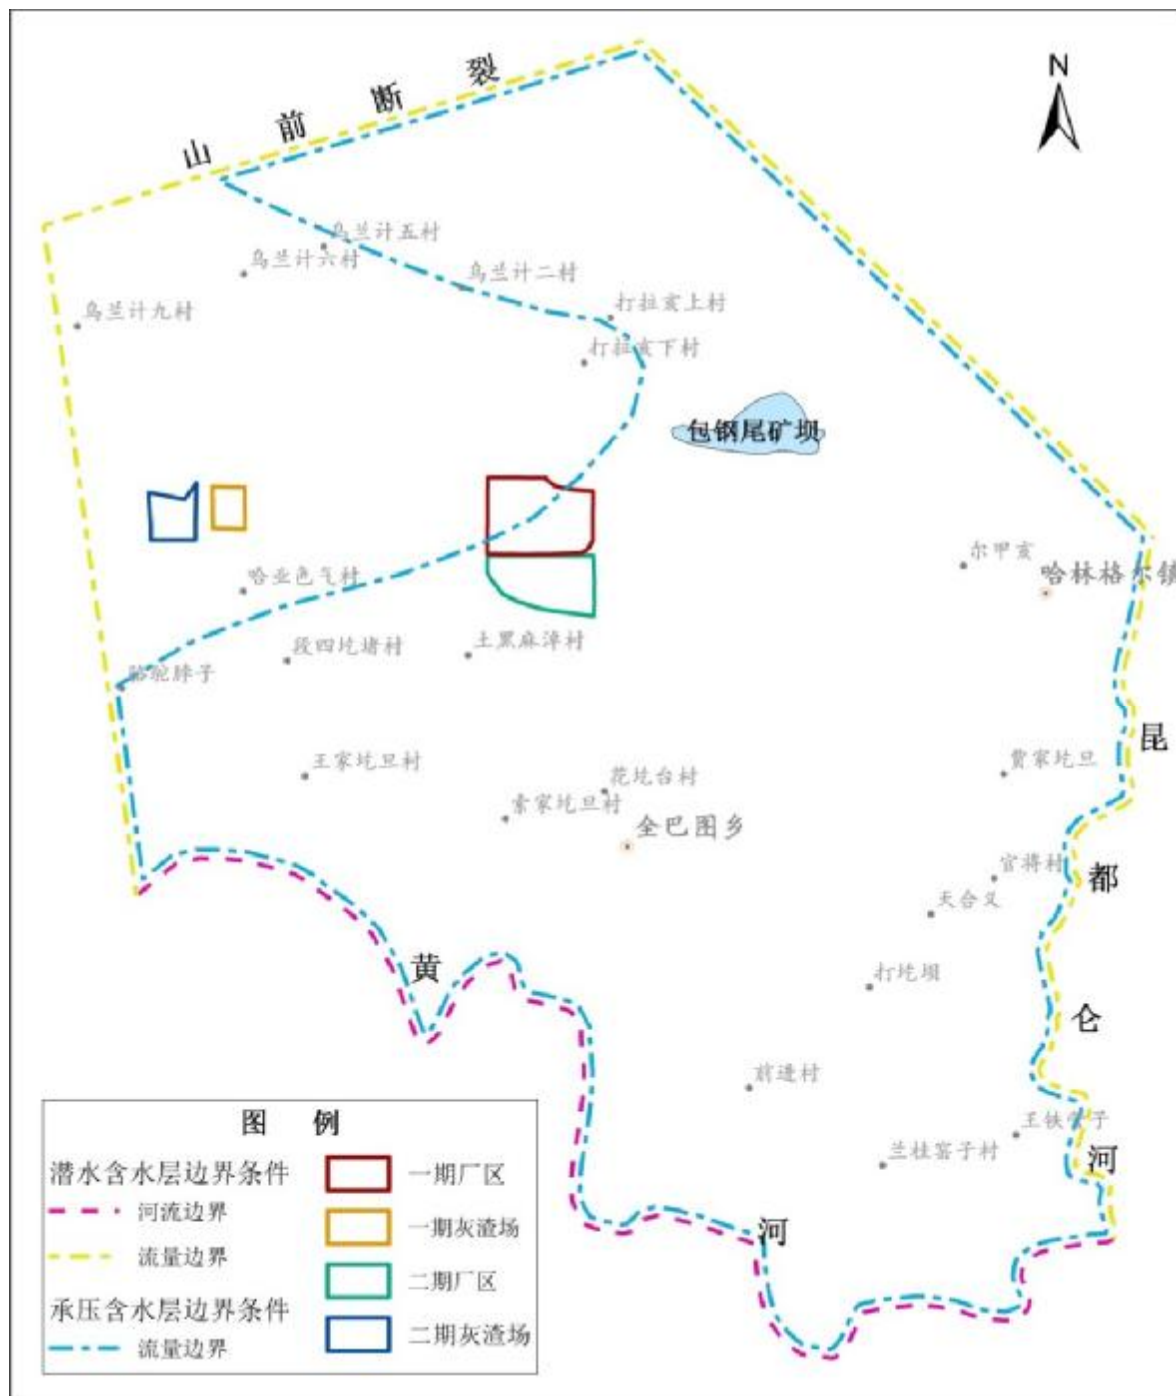 N
山前断裂
乌兰计五村
乌兰计六村
乌兰计二村
打拉亥上村
乌兰计九村
打拉亥下村
包钢尾矿坝
尔甲亥
哈林格尔镇
哈业色气村
段四圪堵村
土黑麻淖村
骆驼脖子
昆都仑河
王家圪旦村
花圪台村
贾家圪旦
索家圪旦村
全巴图乡
官将村
天合义
黄河
打圪坝
前进村
王铁营子
兰桂窑子村
图 例
潜水含水层边界条件
河流边界
流量边界
承压含水层边界条件
流量边界
一期厂区
一期灰渣场
二期厂区
二期灰渣场